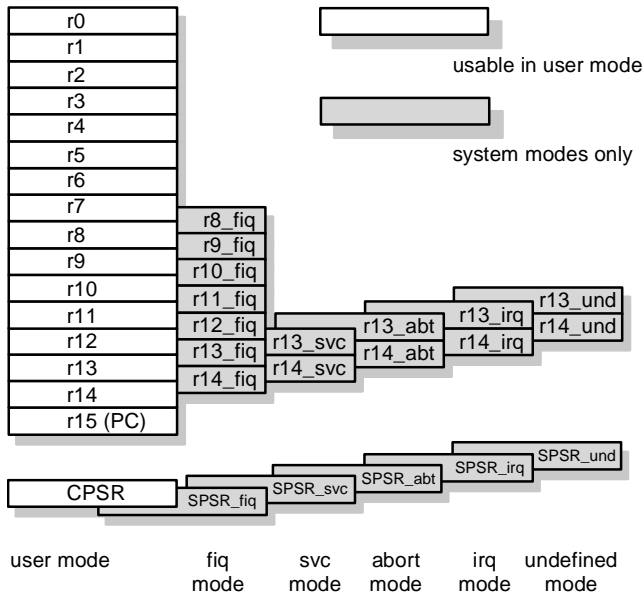 r0
r1
r2
r3
r4
r5
r6
r7
r8
r9
r10
r11
r12
r13
r14
r15 (PC)
usable in user mode
system modes only
r8_fiq
r9_fiq
r10_fiq
r11_fiq
r12_fiq
r13_fiq
r14_fiq
r13_svc
r14_svc
r13_abt
r14_abt
r13_irq
r14_irq
r13_und
r14_und
CPSR
SPSR_fiq
SPSR_svc
SPSR_abt
SPSR_irq
SPSR_und
user mode
fiq
mode
svc
mode
abort
mode
irq
mode
undefined
mode